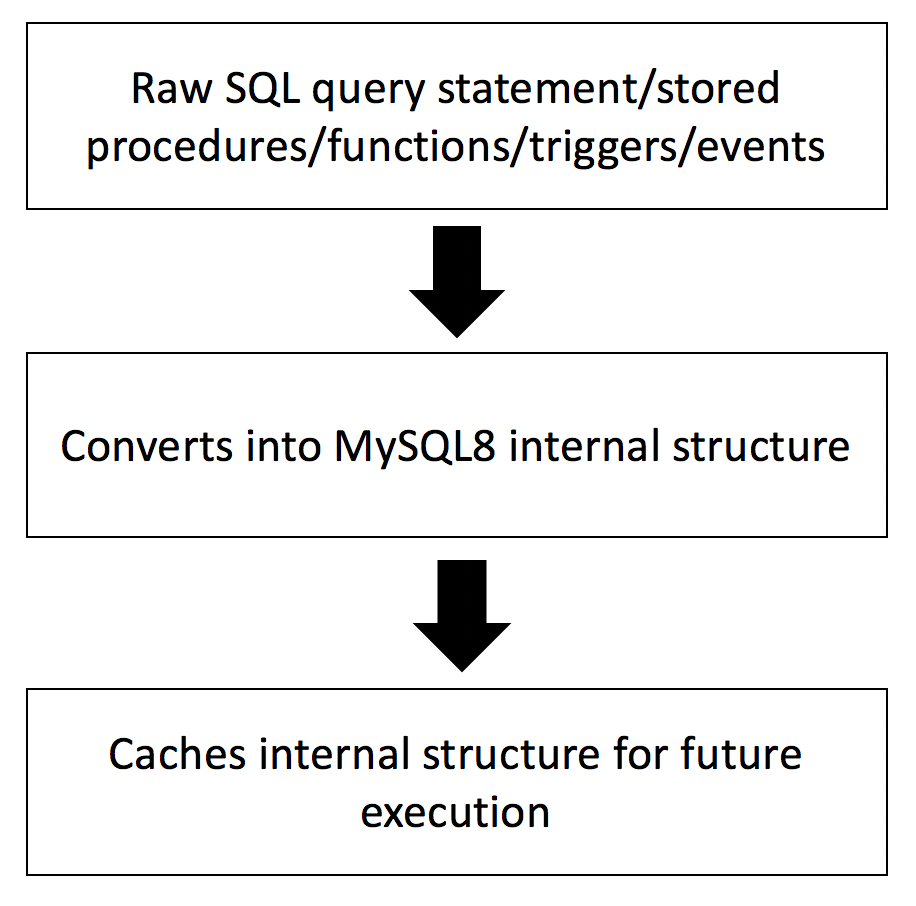 Raw SQL query statement/stored
procedures/functions/triggers/events
Converts into MySQL8 internal structure
Caches internal structure for future
execution